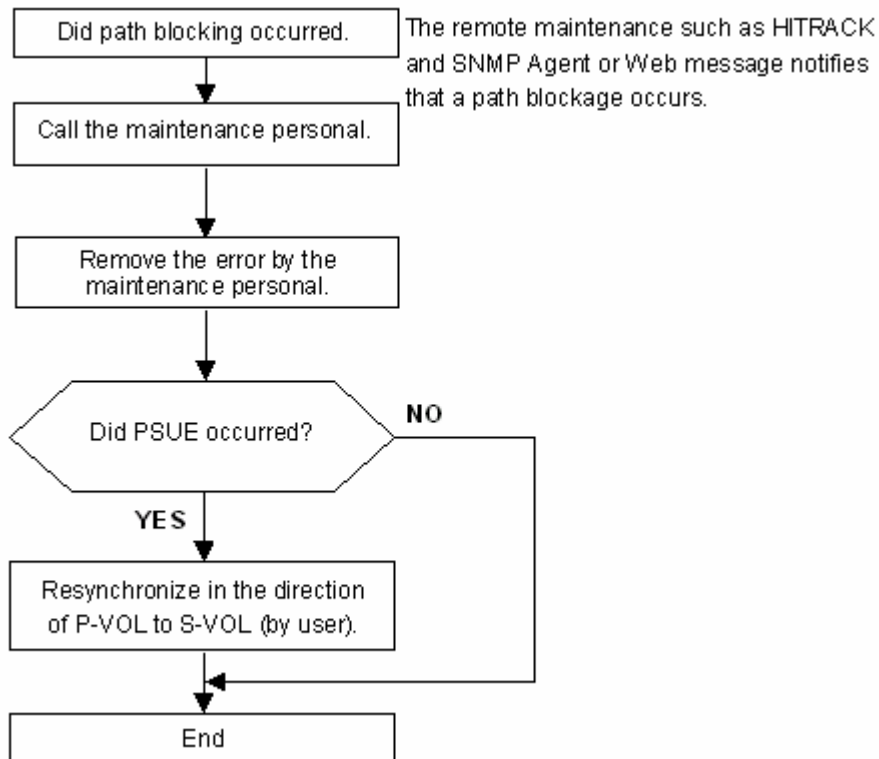 Did path blocking occurred.
The remote maintenance such as HITRACK
and SNMP Agent or Web message notifies
that a path blockage occurs.
Call the maintenance personal.
Remove the error by the
maintenance personal.
Did PSUE occurred?
NO
YES
Resynchronize in the direction
of P-VOL to S-VOL (by user).
End